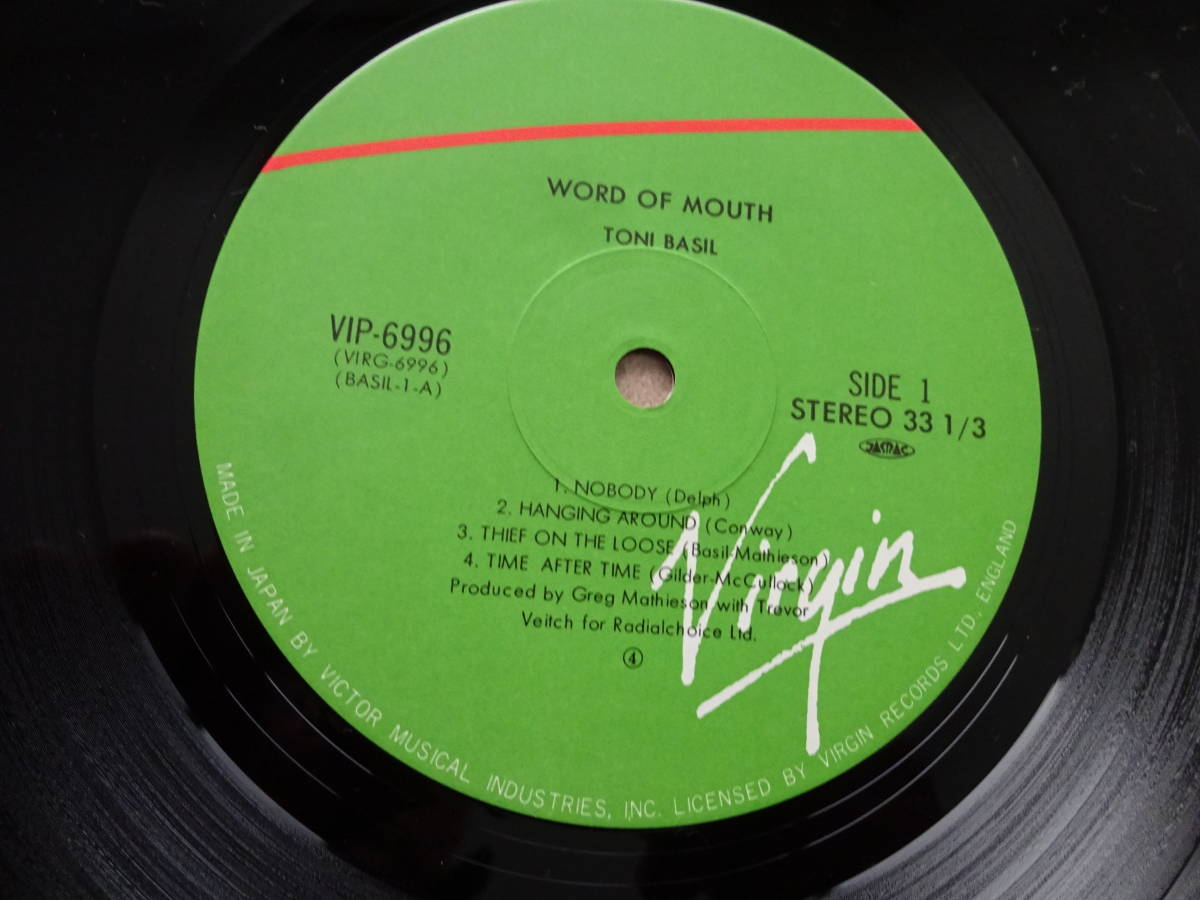 WORD OF MOUTH
TONI BASIL
VIP-6996
(VIRG-6996)
(BASIL-1-A)
SIDE 1
STEREO 33 1/3
JASRAC
1. NOBODY (Delph)
2. HANGING AROUND (Conway)
3. THIEF ON THE LOOSE (Basil-Mathieson)
4. TIME AFTER TIME (Gilder-McCullock)
Produced by Greg Mathieson with Trevor
Veitch for Radialchoice Ltd.
④
Virgin
MADE IN JAPAN BY VICTOR MUSICAL INDUSTRIES, INC. LICENSED BY VIRGIN RECORDS LTD, ENGLAND